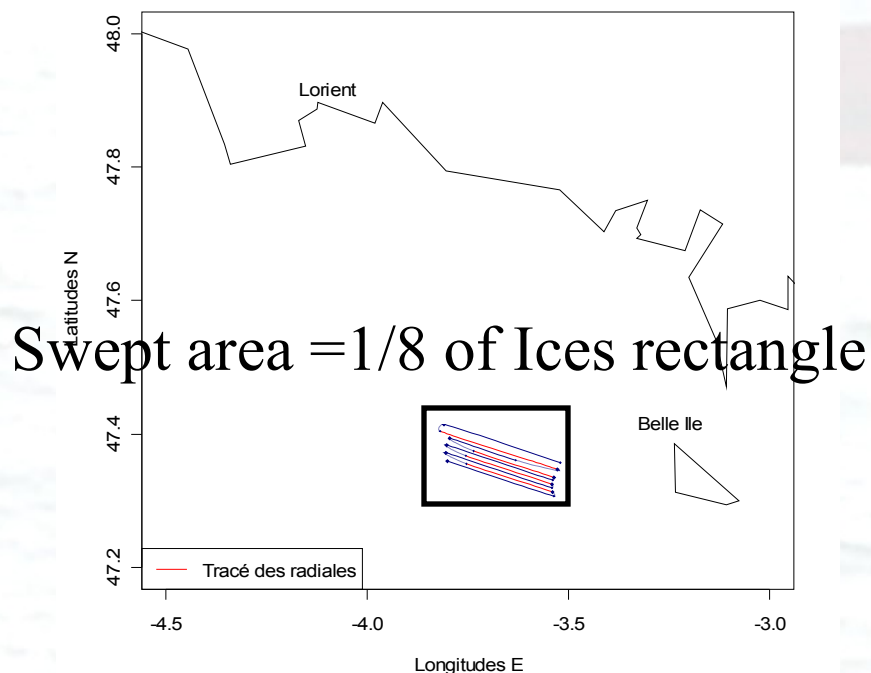 48.0
Lorient
47.8
Latitudes N
47.6
Swept area =1/8 of Ices rectangle
47.4
Belle Ile
47.2
Tracé des radiales
-4.5 -4.0 -3.5 -3.0
Longitudes E